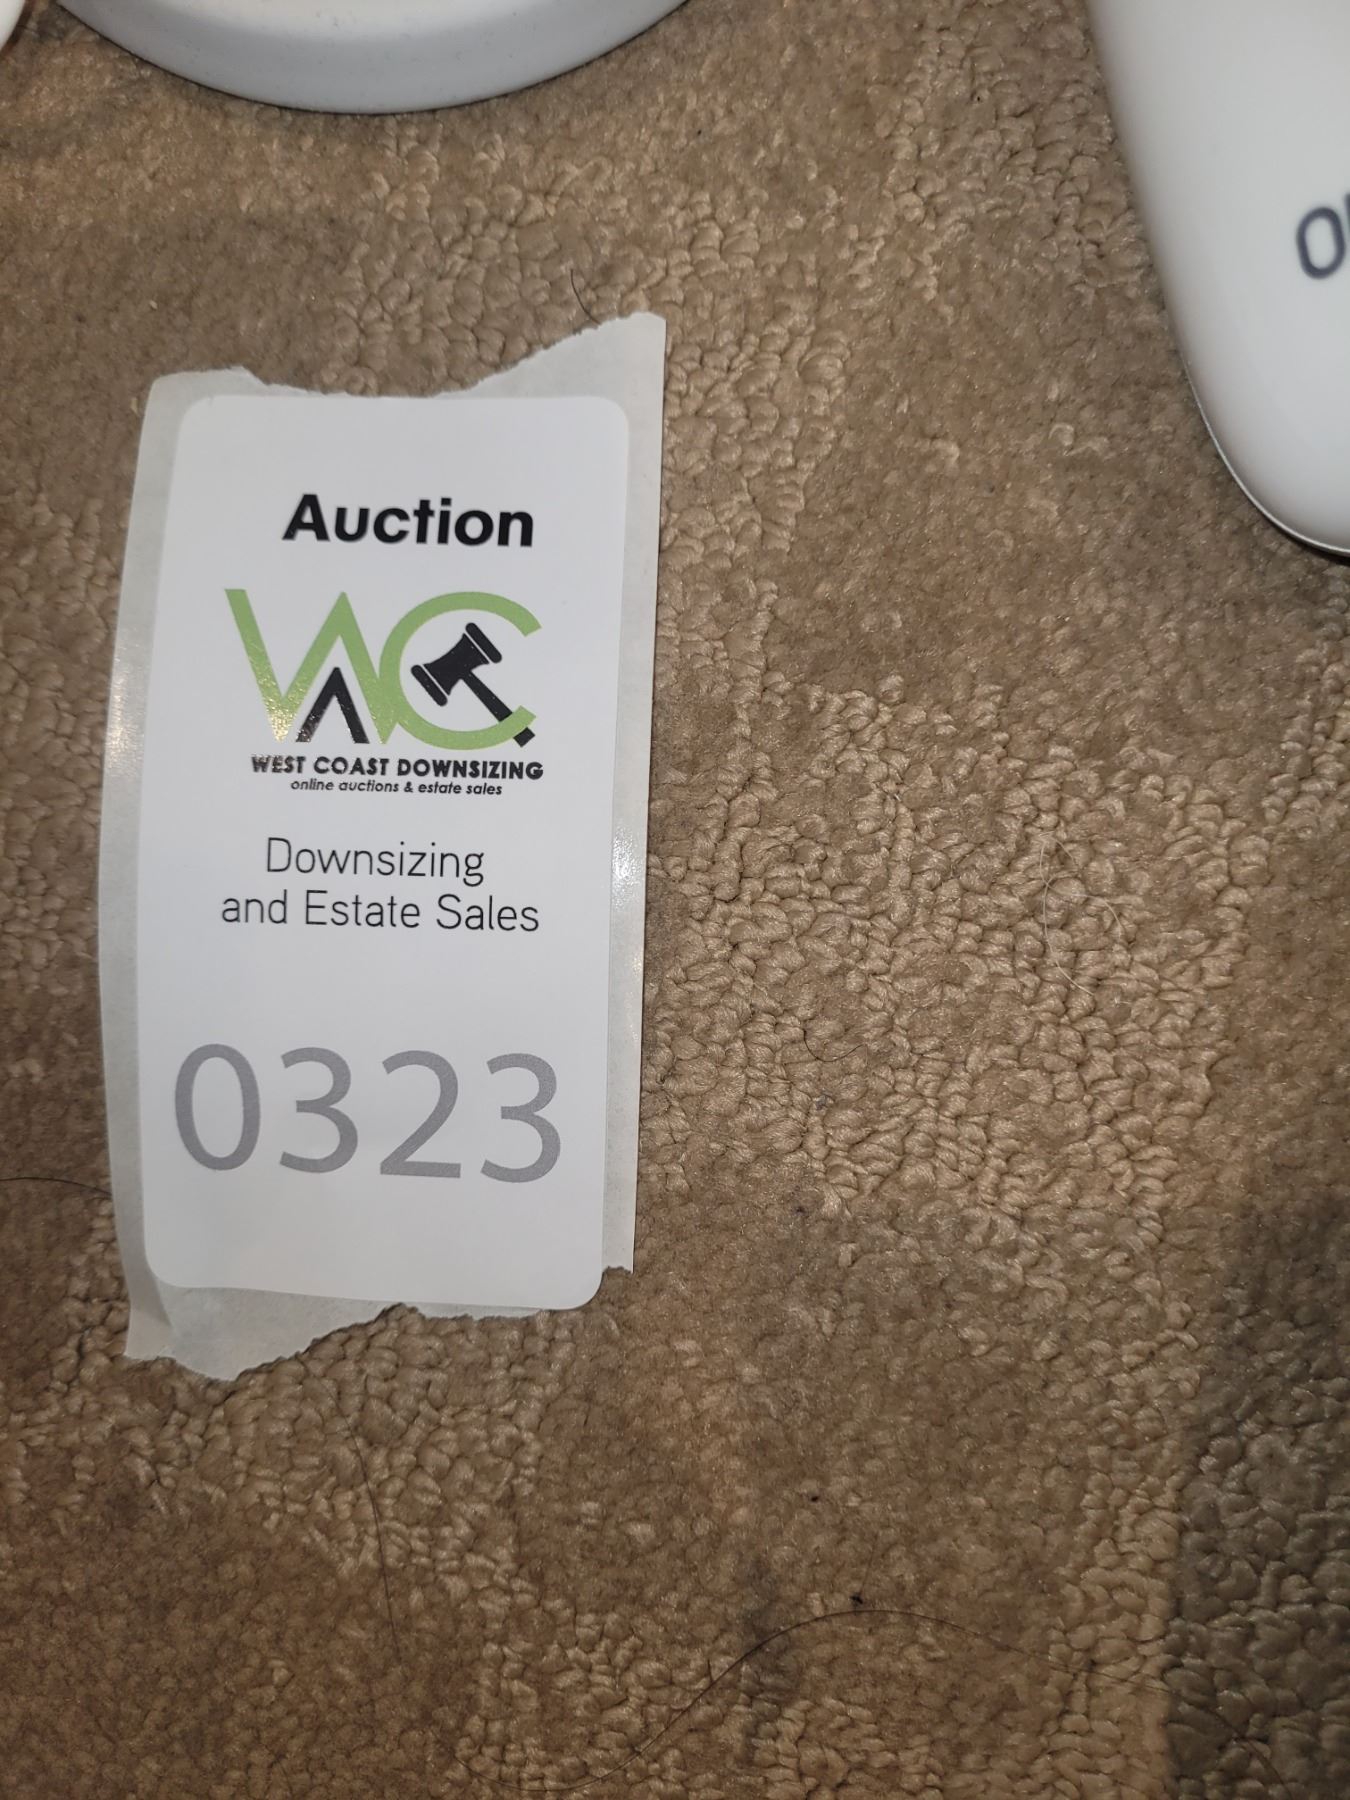 Auction
WC
WEST COAST DOWNSIZING
online auctions & estate sales
Downsizing
and Estate Sales
0323